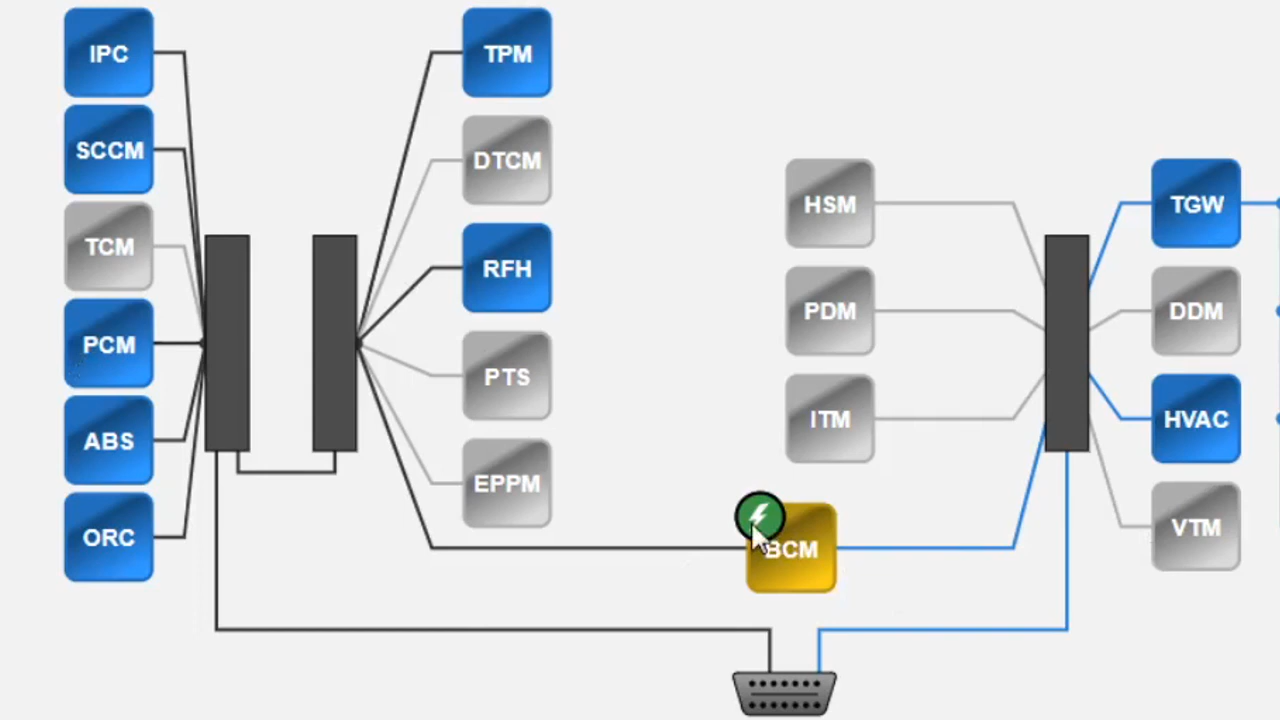 IPC
SCCM
TCM
PCM
ABS
ORC
TPM
DTCM
RFH
PTS
EPPM
HSM
PDM
ITM
BCM
TGW
DDM
HVAC
VTM